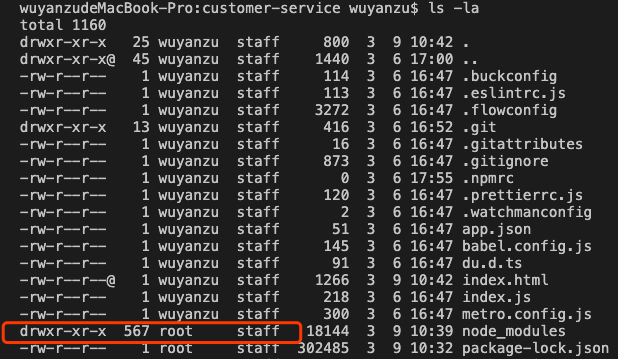 wuyanzudeMacBook-Pro:customer-service wuyanzu$ ls -la
total 1160
drwxr-xr-x 25 wuyanzu staff 800 3 9 10:42 .
drwxr-xr-x@ 45 wuyanzu staff 1440 3 6 17:00 ..
-rw-r--r-- 1 wuyanzu staff 114 3 6 16:47 .buckconfig
-rw-r--r-- 1 wuyanzu staff 113 3 6 16:47 .eslintrc.js
-rw-r--r-- 1 wuyanzu staff 3272 3 6 16:47 .flowconfig
drwxr-xr-x 13 wuyanzu staff 416 3 6 16:52 .git
-rw-r--r-- 1 wuyanzu staff 16 3 6 16:47 .gitattributes
-rw-r--r-- 1 wuyanzu staff 873 3 6 16:47 .gitignore
-rw-r--r-- 1 wuyanzu staff 0 3 6 17:55 .npmrc
-rw-r--r-- 1 wuyanzu staff 120 3 6 16:47 .prettierrc.js
-rw-r--r-- 1 wuyanzu staff 2 3 6 16:47 .watchmanconfig
-rw-r--r-- 1 wuyanzu staff 51 3 6 16:47 app.json
-rw-r--r-- 1 wuyanzu staff 145 3 6 16:47 babel.config.js
-rw-r--r-- 1 wuyanzu staff 91 3 6 16:47 du.d.ts
-rw-r--r--@ 1 wuyanzu staff 1266 3 9 10:42 index.html
-rw-r--r-- 1 wuyanzu staff 218 3 6 16:47 index.js
-rw-r--r-- 1 wuyanzu staff 300 3 6 16:47 metro.config.js
drwxr-xr-x 567 root staff 18144 3 9 10:39 node_modules
-rw-r--r-- 1 root staff 302485 3 9 10:32 package-lock.json